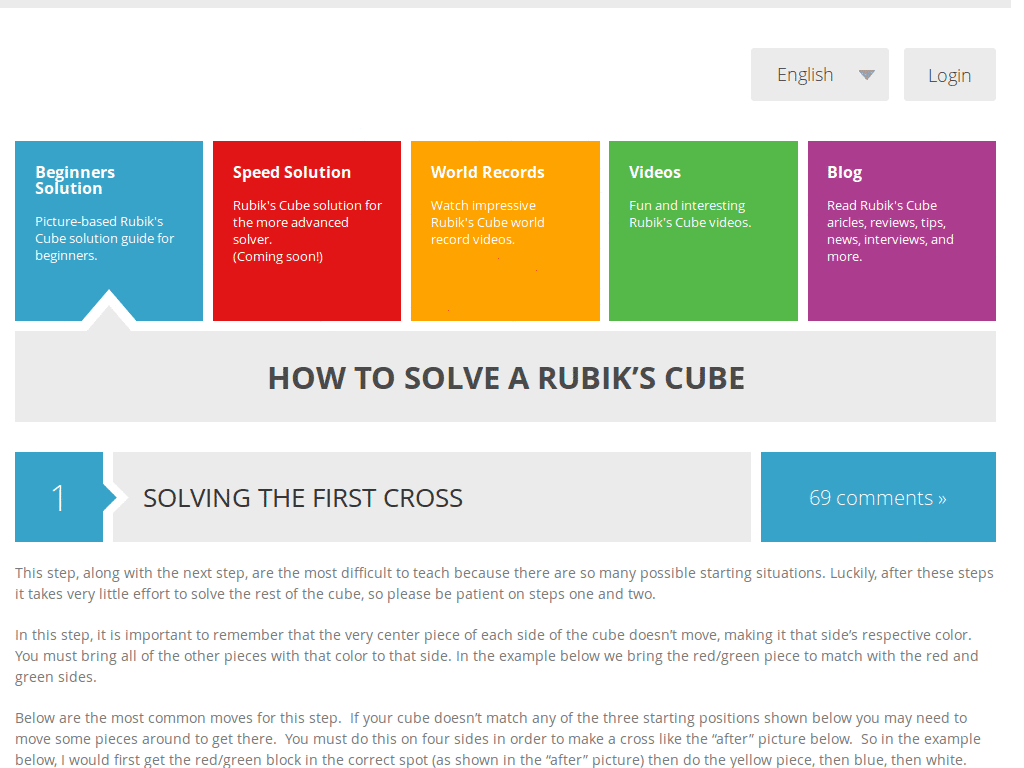 English
Login
Beginners
Solution
Picture-based Rubik's
Cube solution guide for
beginners.
Speed Solution
Rubik's Cube solution for
the more advanced
solver.
(Coming soon!)
World Records
Watch impressive
Rubik's Cube world
record videos.
Videos
Fun and interesting
Rubik's Cube videos.
Blog
Read Rubik's Cube
aricles, reviews, tips,
news, interviews, and
more.
HOW TO SOLVE A RUBIK’S CUBE
1
SOLVING THE FIRST CROSS
69 comments »
This step, along with the next step, are the most difficult to teach because there are so many possible starting situations. Luckily, after these steps
it takes very little effort to solve the rest of the cube, so please be patient on steps one and two.
In this step, it is important to remember that the very center piece of each side of the cube doesn’t move, making it that side’s respective color.
You must bring all of the other pieces with that color to that side. In the example below we bring the red/green piece to match with the red and
green sides.
Below are the most common moves for this step.  If your cube doesn’t match any of the three starting positions shown below you may need to
move some pieces around to get there.  You must do this on four sides in order to make a cross like the “after” picture below.  So in the example
below, I would first get the red/green block in the correct spot (as shown in the “after” picture) then do the yellow piece, then blue, then white.